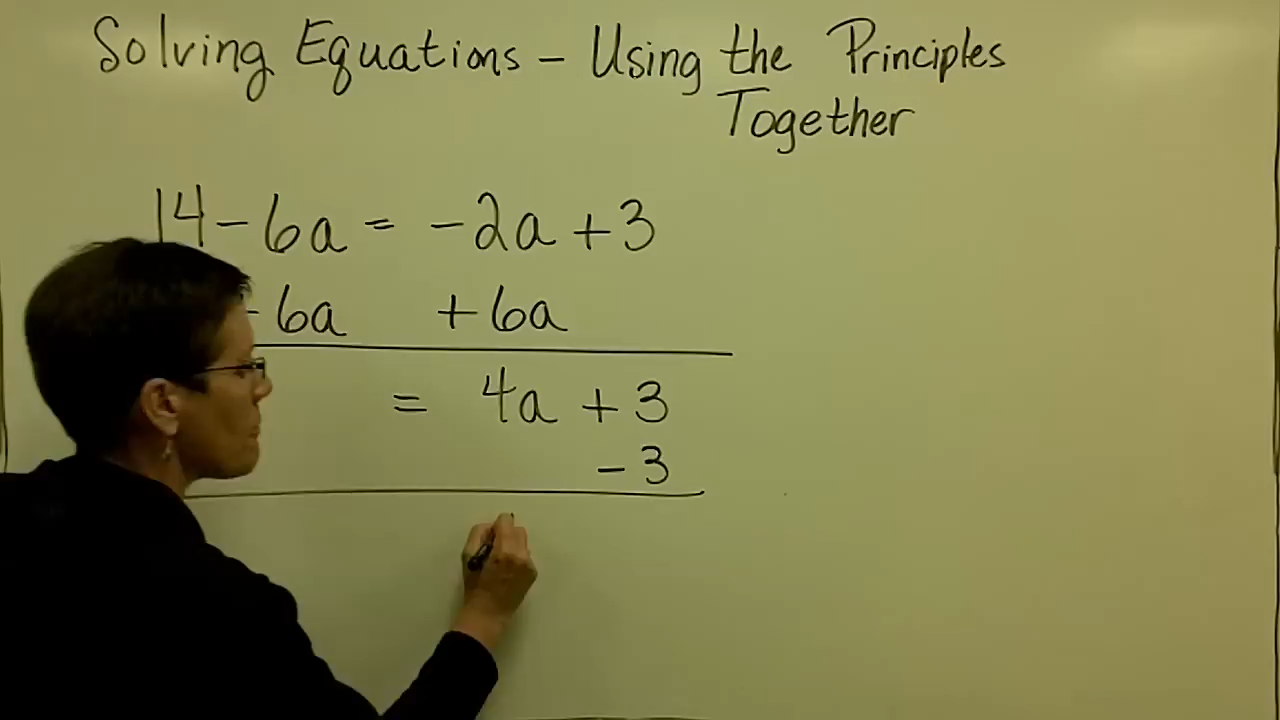 Solving Equations - Using the Principles
Together
14 - 6a = -2a + 3
6a + 6a
= 4a + 3
- 3